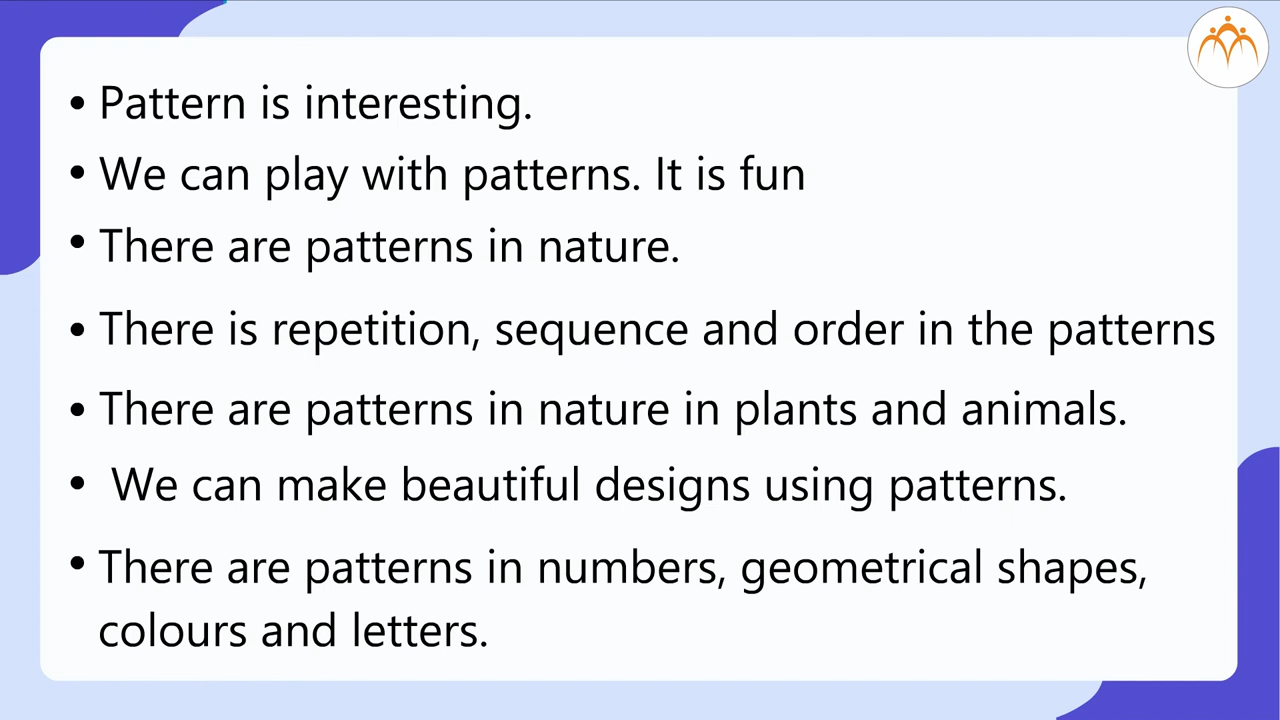 • Pattern is interesting.
• We can play with patterns. It is fun
• There are patterns in nature.
• There is repetition, sequence and order in the patterns
• There are patterns in nature in plants and animals.
• We can make beautiful designs using patterns.
• There are patterns in numbers, geometrical shapes,
colours and letters.